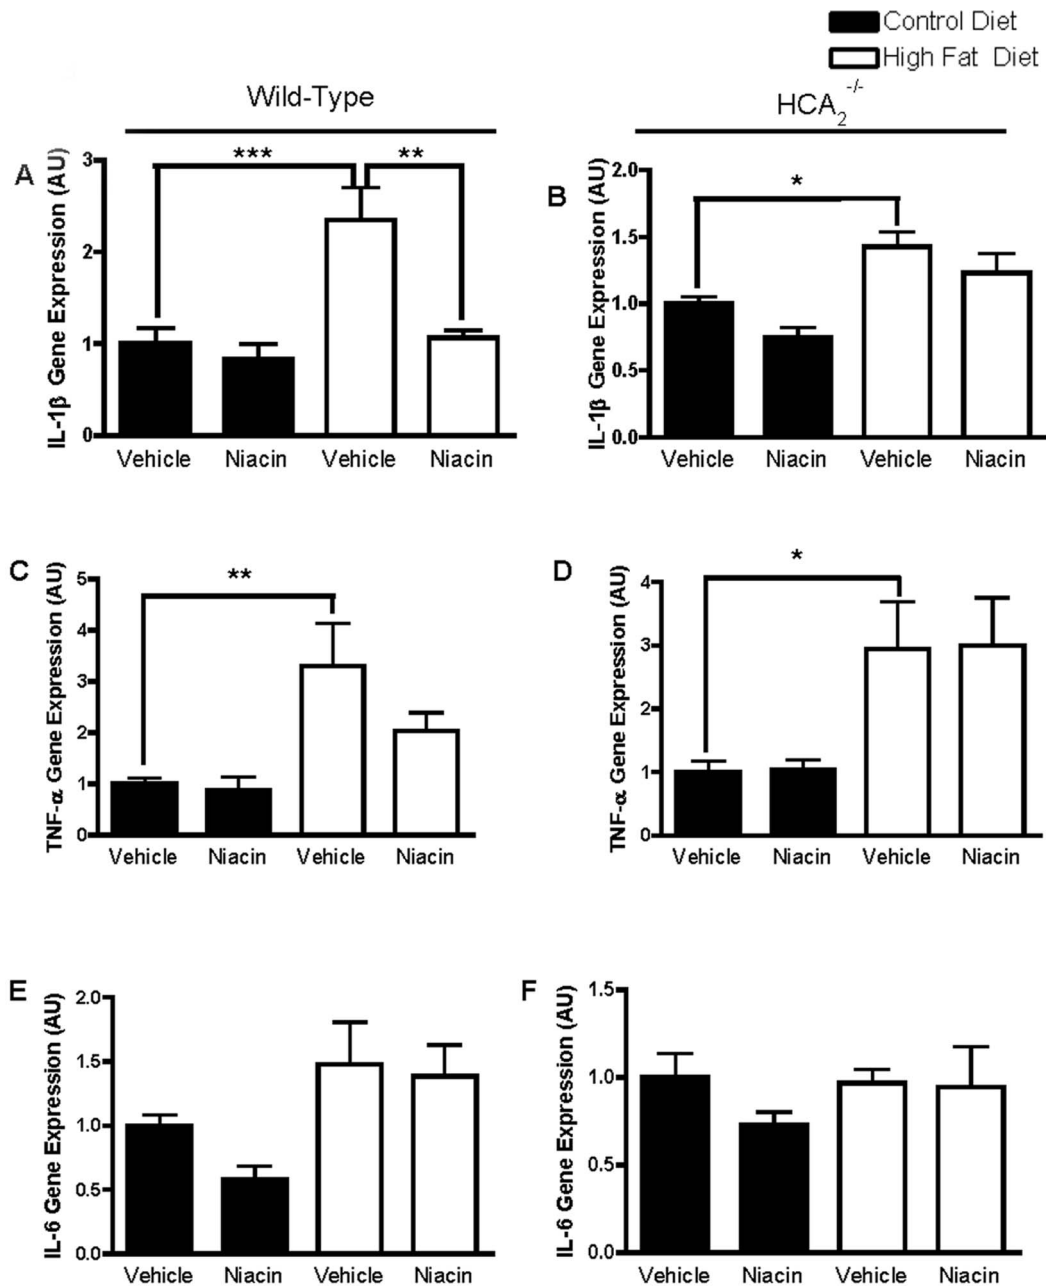 Control Diet
High Fat Diet
Wild-Type
HCA₂⁻/⁻
A
IL-1β Gene Expression (AU)
3
2
1
0
***
**
Vehicle Niacin Vehicle Niacin
B
IL-1β Gene Expression (AU)
2.0
1.5
1.0
0.5
0.0
*
Vehicle Niacin Vehicle Niacin
C
TNF-α Gene Expression (AU)
5
4
3
2
1
0
**
Vehicle Niacin Vehicle Niacin
D
TNF-α Gene Expression (AU)
4
3
2
1
0
*
Vehicle Niacin Vehicle Niacin
E
IL-6 Gene Expression (AU)
2.0
1.5
1.0
0.5
0.0
Vehicle Niacin Vehicle Niacin
F
IL-6 Gene Expression (AU)
1.5
1.0
0.5
0.0
Vehicle Niacin Vehicle Niacin